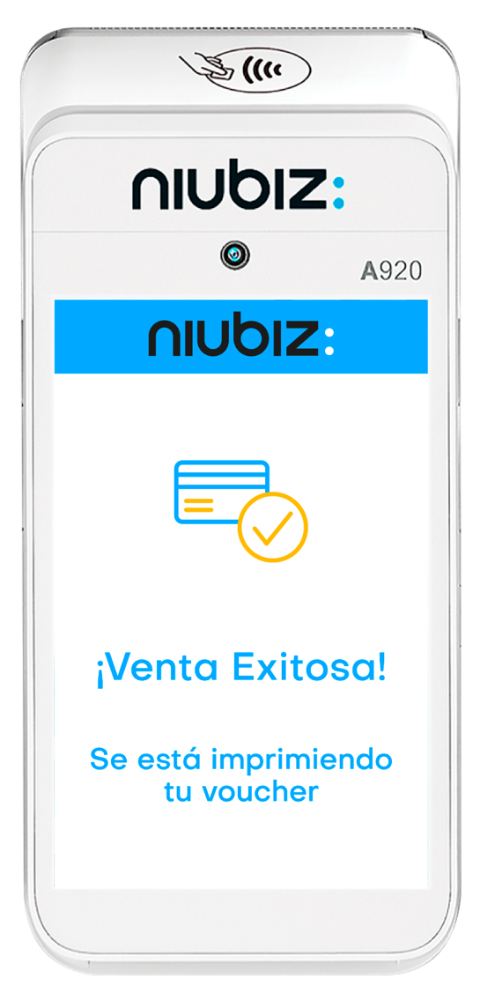 niubiz:
A920
niubiz:
¡Venta Exitosa!
Se está imprimiendo
tu voucher